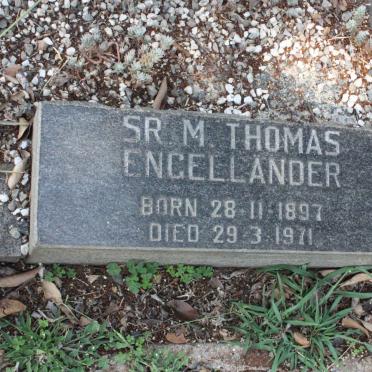 SR. M. THOMAS
ENGELLANDER
BORN 28-11-1897
DIED 29·3·1971